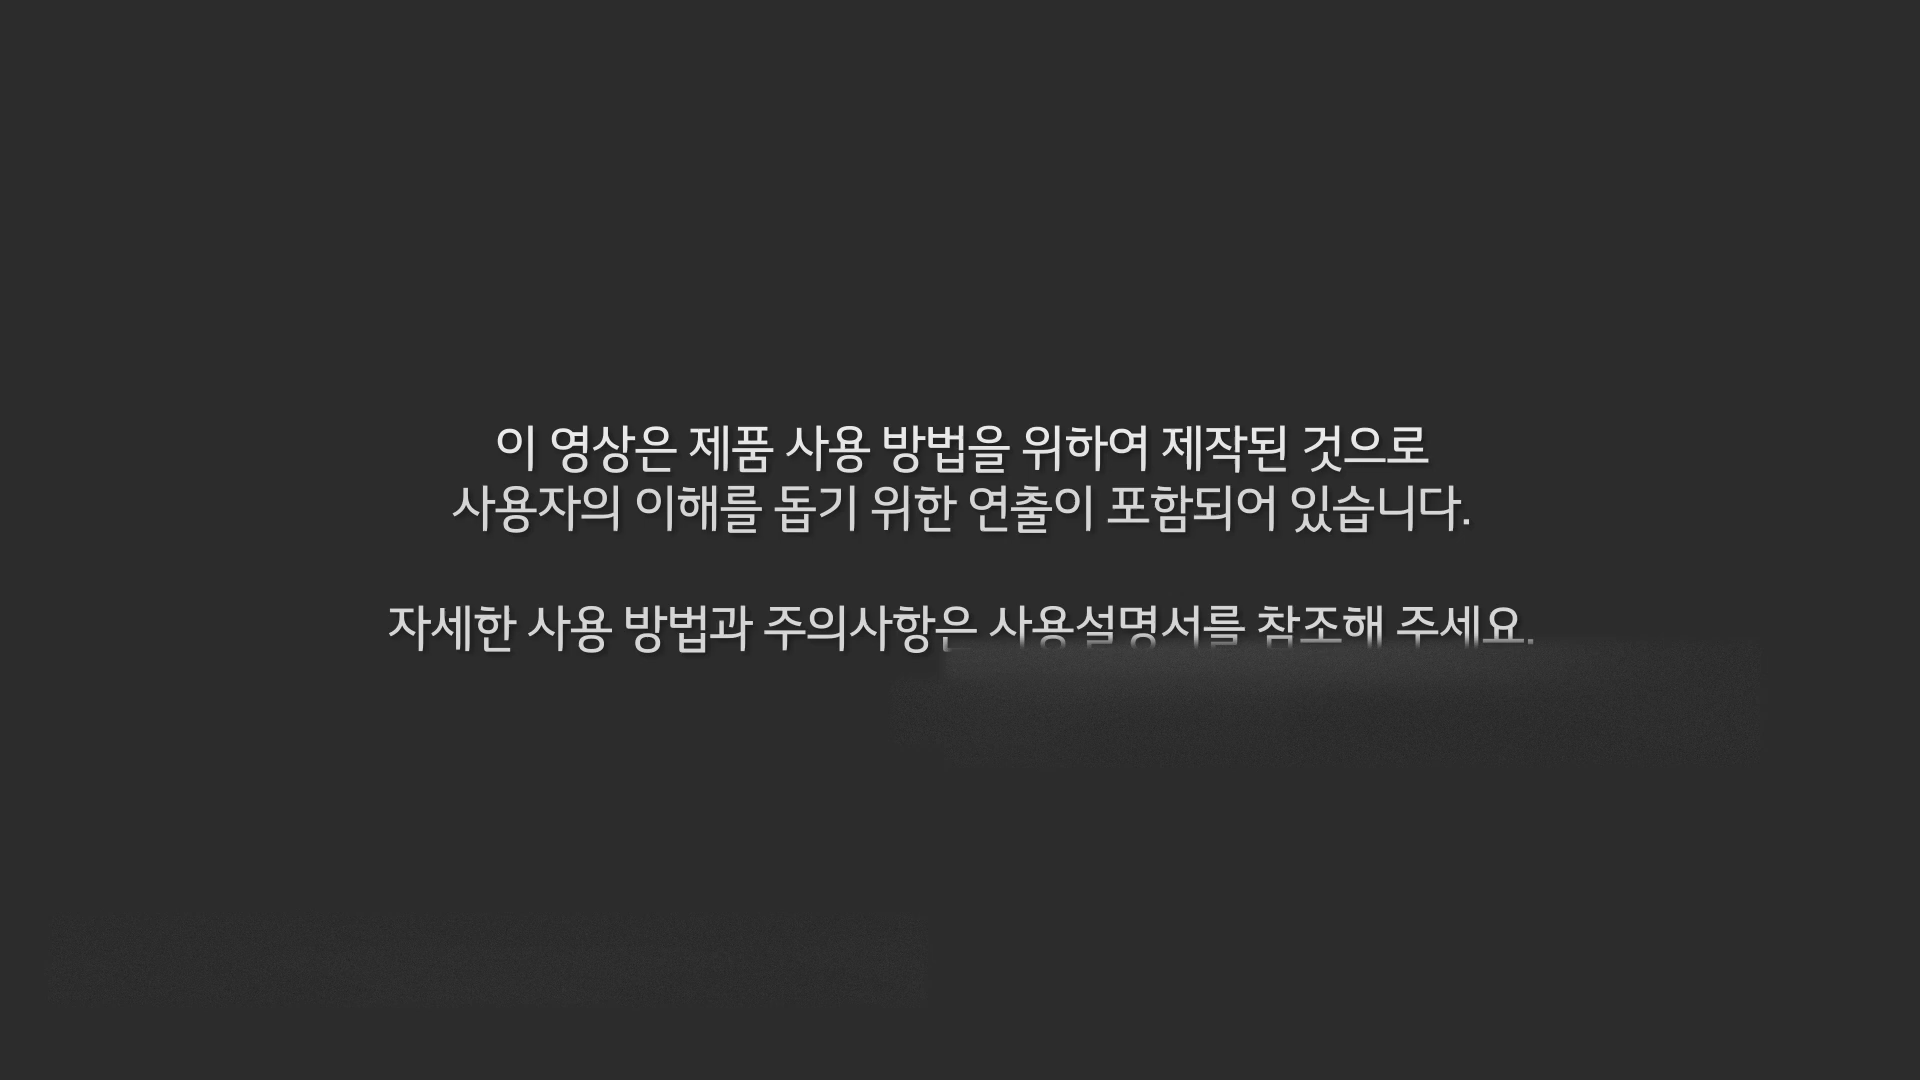 이 영상은 제품 사용 방법을 위하여 제작된 것으로
사용자의 이해를 돕기 위한 연출이 포함되어 있습니다.
자세한 사용 방법과 주의사항은 사용설명서를 참조해 주세요.